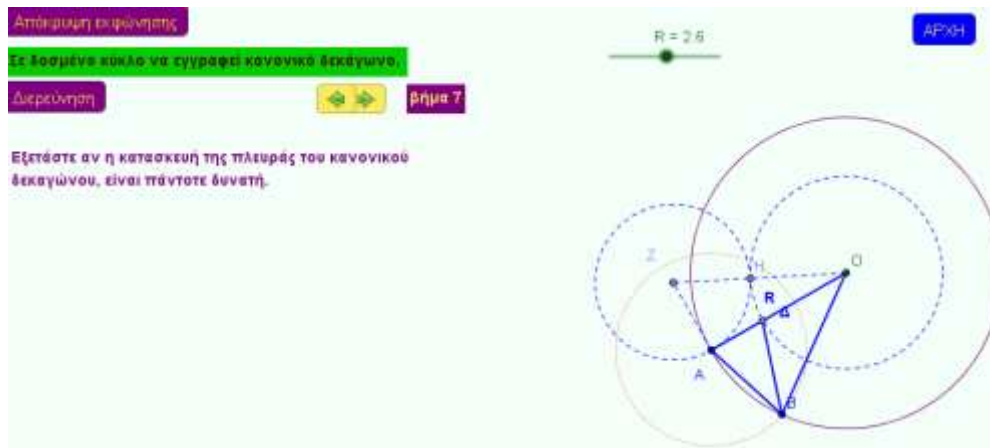 Απόκρυψη εκφώνησης
Σε δοσμένο κύκλο να εγγραφεί κανονικό δεκάγωνο.
Διερεύνηση
βήμα 7
Εξετάστε αν η κατασκευή της πλευράς του κανονικού
δεκαγώνου, είναι πάντοτε δυνατή.
R = 2.6
ΑΡΧΗ
Z
H
O
R
Δ
A
B